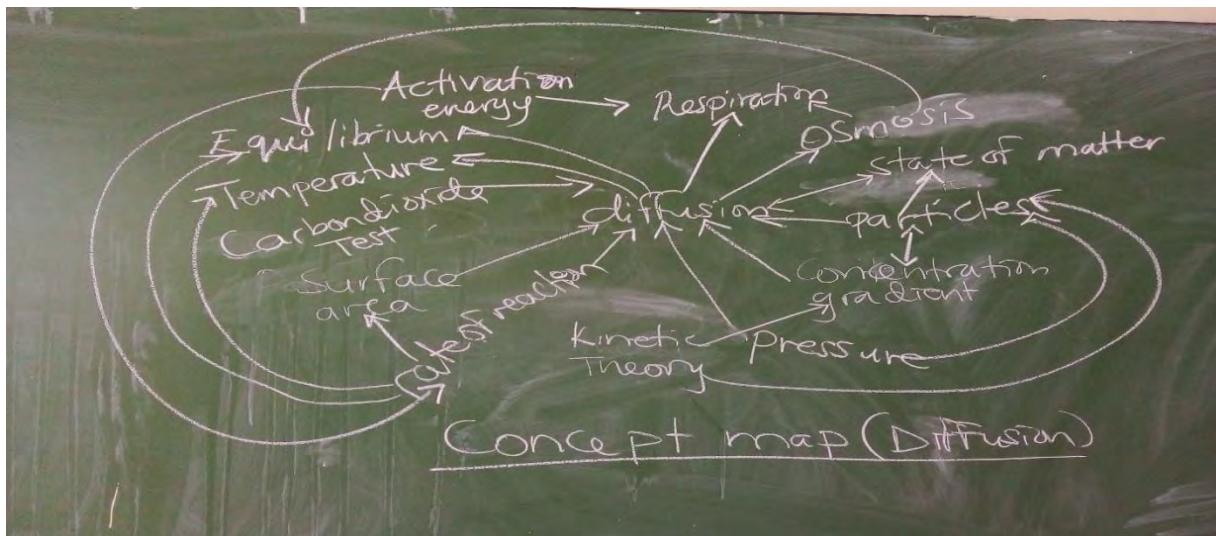 Activation
energy
Respiration
Equilibrium
Osmosis
Temperature
State of matter
Carbondioxide
Test
diffusion
particles
Surface
area
Rate of reaction
Concentration
gradient
Kinetic
Theory
Pressure
Concept map (Diffusion)